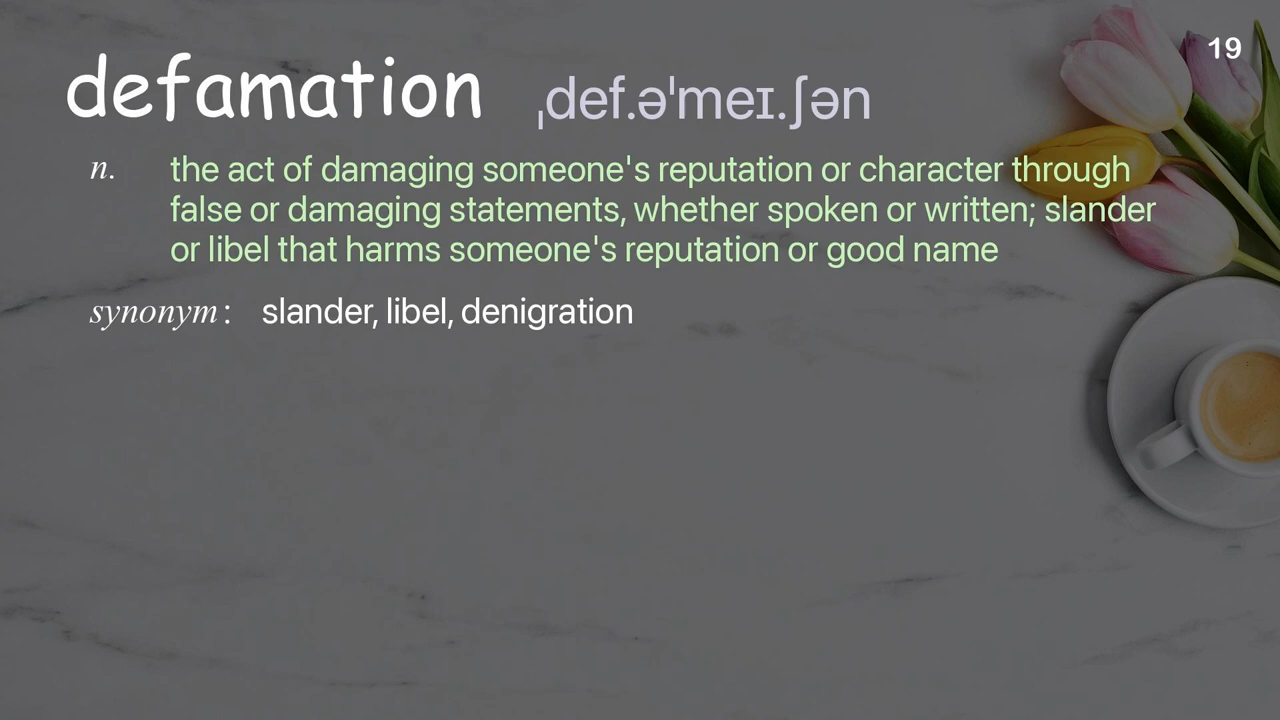 19
defamation ˌdef.əˈmeɪ.ʃən
n. the act of damaging someone's reputation or character through
false or damaging statements, whether spoken or written; slander
or libel that harms someone's reputation or good name
synonym: slander, libel, denigration